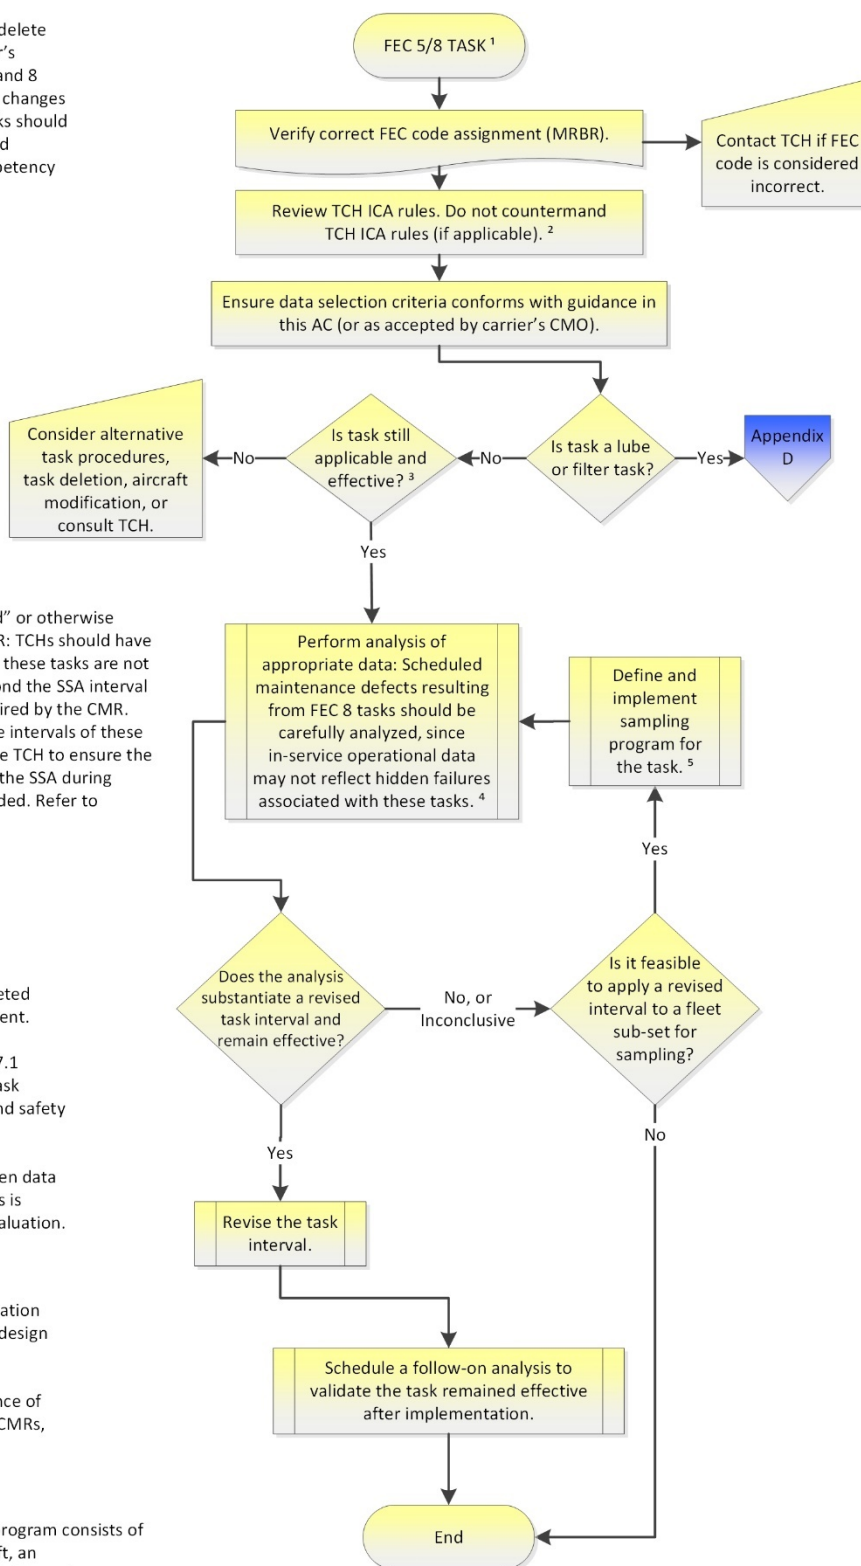 delete
r's
and 8
changes
ks should
d
petency
FEC 5/8 TASK ¹
Verify correct FEC code assignment (MRBR).
Contact TCH if FEC
code is considered
incorrect.
Review TCH ICA rules. Do not countermand
TCH ICA rules (if applicable). ²
Ensure data selection criteria conforms with guidance in
this AC (or as accepted by carrier's CMO).
Is task a lube
or filter task?
Yes
Appendix
D
No
Is task still
applicable and
effective? ³
No
Consider alternative
task procedures,
task deletion, aircraft
modification, or
consult TCH.
Yes
d" or otherwise
R: TCHs should have
these tasks are not
ond the SSA interval
ired by the CMR.
e intervals of these
e TCH to ensure the
the SSA during
ded. Refer to
Perform analysis of
appropriate data: Scheduled
maintenance defects resulting
from FEC 8 tasks should be
carefully analyzed, since
in-service operational data
may not reflect hidden failures
associated with these tasks. ⁴
Define and
implement
sampling
program for
the task. ⁵
Yes
Does the analysis
substantiate a revised
task interval and
remain effective?
No, or
Inconclusive
Is it feasible
to apply a revised
interval to a fleet
sub-set for
sampling?
eted
ent.
7.1
ask
nd safety
No
Yes
en data
s is
aluation.
Revise the task
interval.
ation
design
Schedule a follow-on analysis to
validate the task remained effective
after implementation.
nce of
CMRs,
End
rogram consists of
ft, an